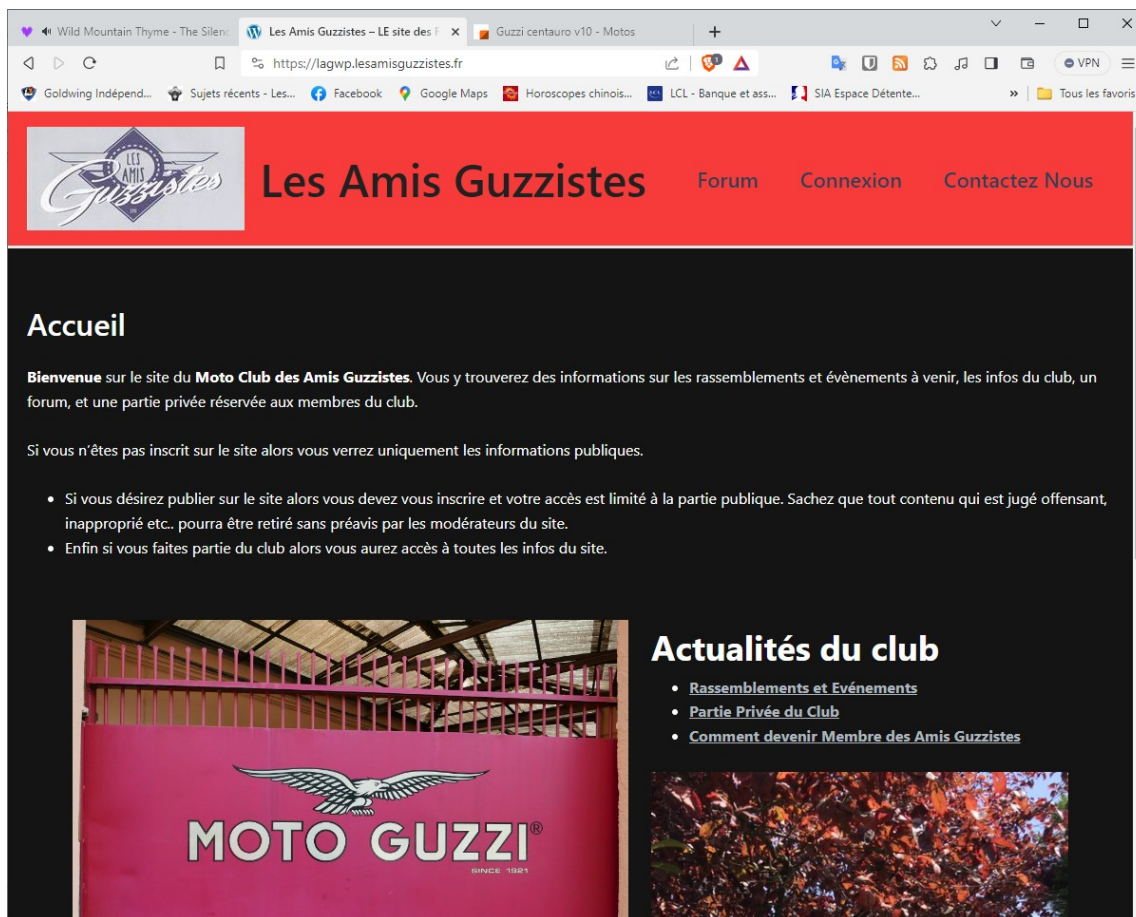 Wild Mountain Thyme - The Silenc
Les Amis Guzzistes – LE site des F
Guzzi centauro v10 - Motos
https://lagwp.lesamisguzzistes.fr
VPN
Goldwing Indépend...
Sujets récents - Les...
Facebook
Google Maps
Horoscopes chinois...
LCL - Banque et ass...
SIA Espace Détente...
»
Tous les favoris
LES
AMIS
Guzzistes
Les Amis Guzzistes
Forum
Connexion
Contactez Nous
Accueil
Bienvenue sur le site du Moto Club des Amis Guzzistes. Vous y trouverez des informations sur les rassemblements et évènements à venir, les infos du club, un
forum, et une partie privée réservée aux membres du club.
Si vous n'êtes pas inscrit sur le site alors vous verrez uniquement les informations publiques.
• Si vous désirez publier sur le site alors vous devez vous inscrire et votre accès est limité à la partie publique. Sachez que tout contenu qui est jugé offensant,
inapproprié etc.. pourra être retiré sans préavis par les modérateurs du site.
• Enfin si vous faites partie du club alors vous aurez accès à toutes les infos du site.
MOTO GUZZI®
SINCE 1921
Actualités du club
• Rassemblements et Evénements
• Partie Privée du Club
• Comment devenir Membre des Amis Guzzistes